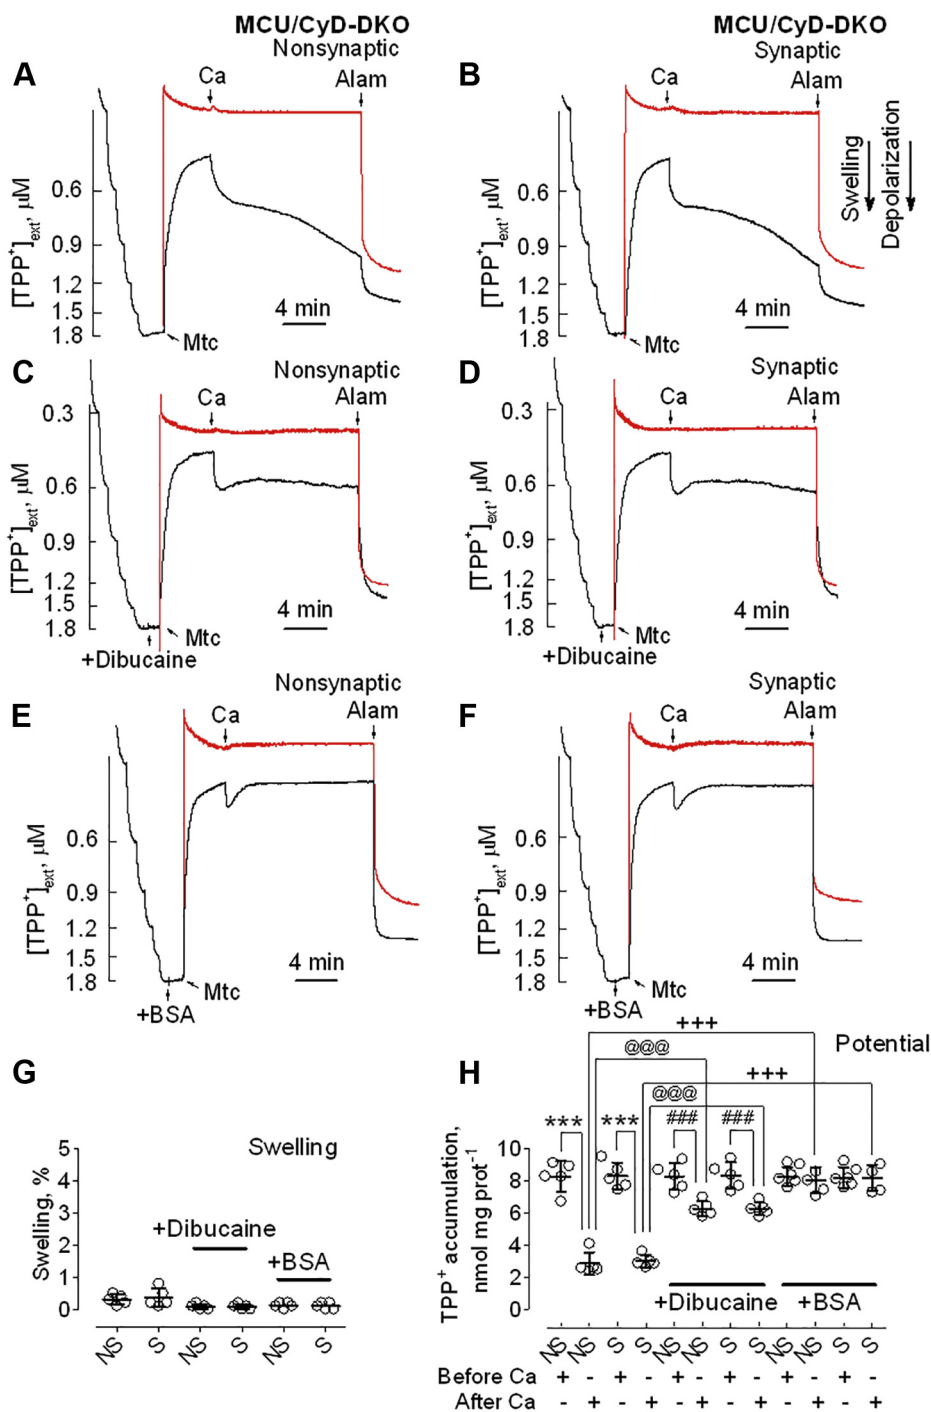 MCU/CyD-DKO
Nonsynaptic
A
Ca
Alam
[TPP+]ext, µM
0.6
0.9
1.2
1.5
1.8
4 min
Mtc
MCU/CyD-DKO
Synaptic
B
Ca
Alam
Swelling
Depolarization
0.6
0.9
1.2
1.5
1.8
[TPP+]ext, µM
4 min
Mtc
C
Nonsynaptic
Ca
Alam
[TPP+]ext, µM
0.3
0.6
0.9
1.2
1.5
1.8
4 min
Mtc
+Dibucaine
D
Synaptic
Ca
Alam
[TPP+]ext, µM
0.3
0.6
0.9
1.2
1.5
1.8
4 min
Mtc
+Dibucaine
E
Nonsynaptic
Ca
Alam
[TPP+]ext, µM
0.6
0.9
1.2
1.5
1.8
4 min
Mtc
+BSA
F
Synaptic
Ca
Alam
[TPP+]ext, µM
0.6
0.9
1.2
1.5
1.8
4 min
Mtc
+BSA
G
Swelling
Swelling, %
5
4
3
2
1
0
+Dibucaine
+BSA
NS S NS S NS S
H
Potential
+++
@@@
+++
@@@
*** *** ### ###
TPP+ accumulation,
nmol mg prot-1
10
8
6
4
2
0
+Dibucaine +BSA
NS NS S S NS NS S S NS NS S S
Before Ca + - + - + - + - + - + -
After Ca - + - + - + - + - + - +